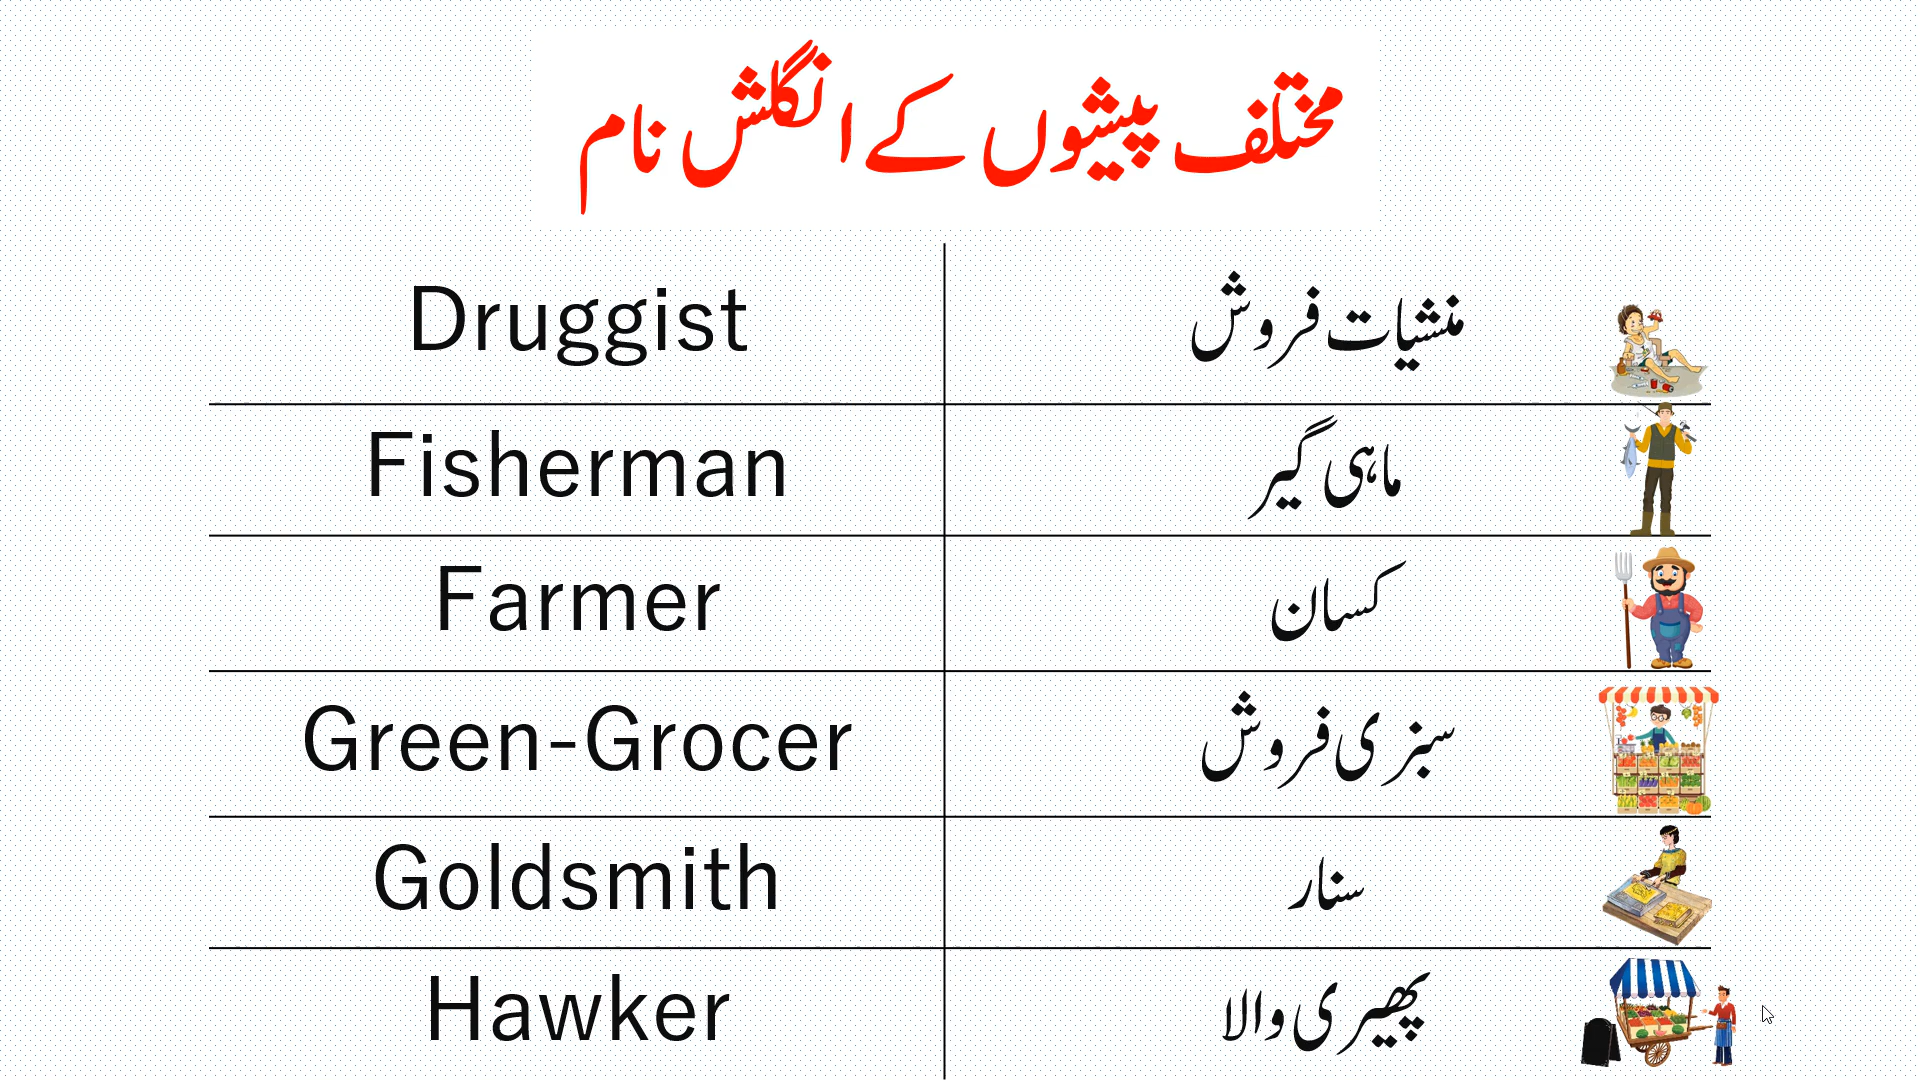 مختلف پیشوں کے انگلش نام
Druggist منشیات فروش
Fisherman ماہی گیر
Farmer کسان
Green-Grocer سبزی فروش
Goldsmith سنار
Hawker پھیری والا